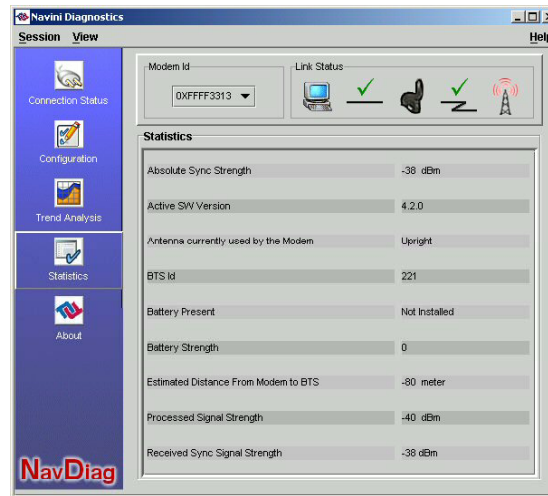 Navini Diagnostics
Session View Help
Modem Id
0XFFFF3313
Link Status
Connection Status
Configuration
Trend Analysis
Statistics
About
NavDiag
Statistics
Absolute Sync Strength -38 dBm
Active SW Version 4.2.0
Antenna currently used by the Modem Upright
BTS Id 221
Battery Present Not Installed
Battery Strength 0
Estimated Distance From Modem to BTS -80 meter
Processed Signal Strength -40 dBm
Received Sync Signal Strength -38 dBm